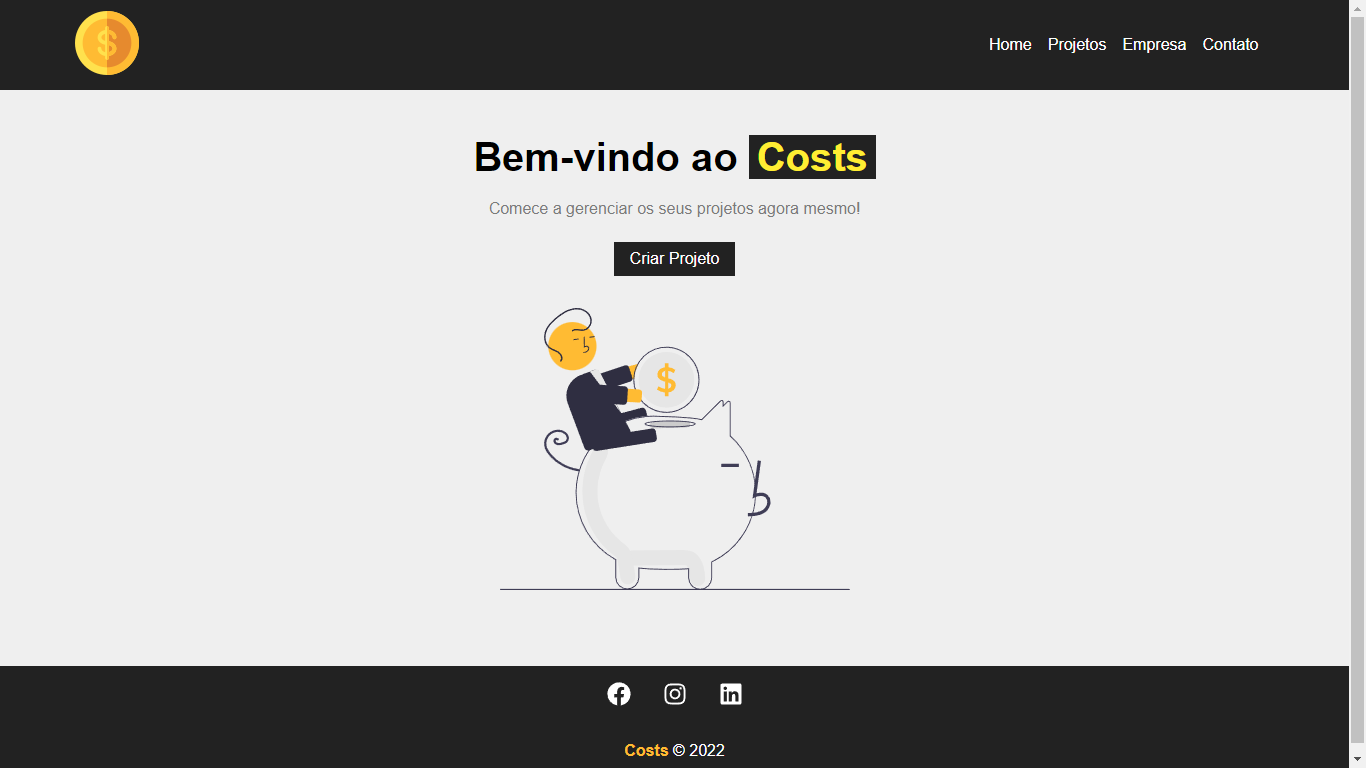 Home Projetos Empresa Contato
Bem-vindo ao Costs
Comece a gerenciar os seus projetos agora mesmo!
Criar Projeto
$
Costs © 2022